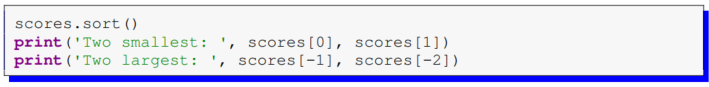 scores.sort()
print('Two smallest: ', scores[0], scores[1])
print('Two largest: ', scores[-1], scores[-2])